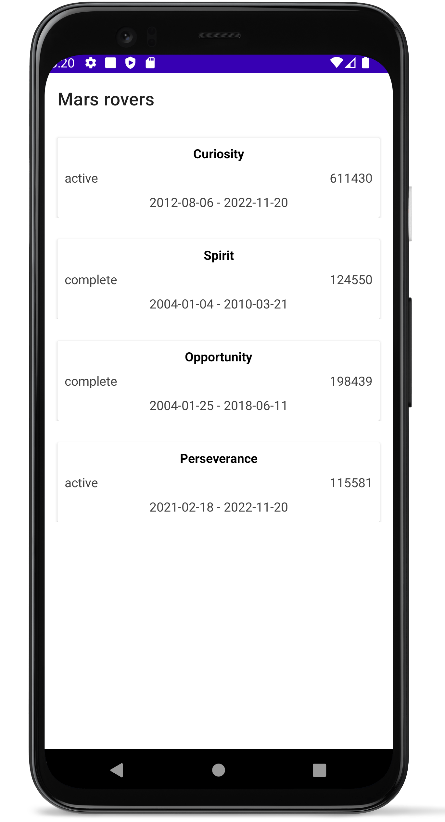 :20
Mars rovers
Curiosity
active 611430
2012-08-06 - 2022-11-20
Spirit
complete 124550
2004-01-04 - 2010-03-21
Opportunity
complete 198439
2004-01-25 - 2018-06-11
Perseverance
active 115581
2021-02-18 - 2022-11-20